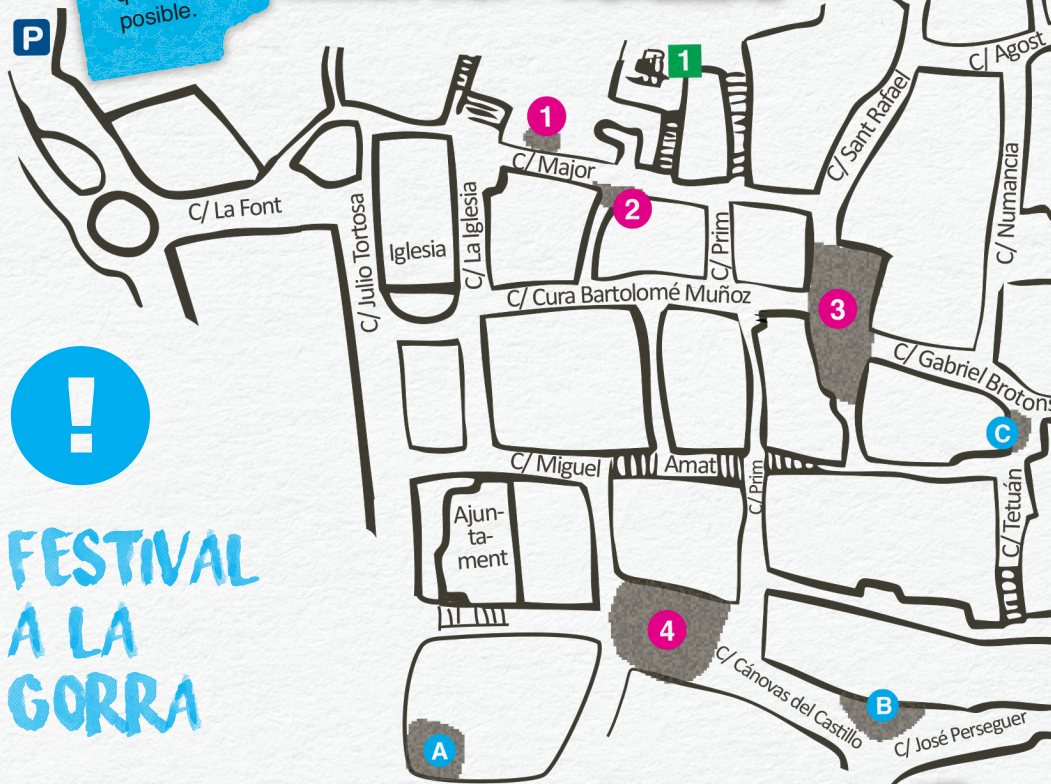 posible.
P
1
1
2
3
4
A
B
C
C/ Agost
C/ Sant Rafael
C/ Numancia
C/ Major
C/ La Font
C/ Julio Tortosa
Iglesia
C/ La Iglesia
C/ Prim
C/ Cura Bartolomé Muñoz
C/ Gabriel Brotons
C/ Miguel Amat
C/ Prim
C/ Tetuán
Ajun-
ta-
ment
C/ Cánovas del Castillo
C/ José Perseguer
!
FESTIVAL
A LA
GORRA